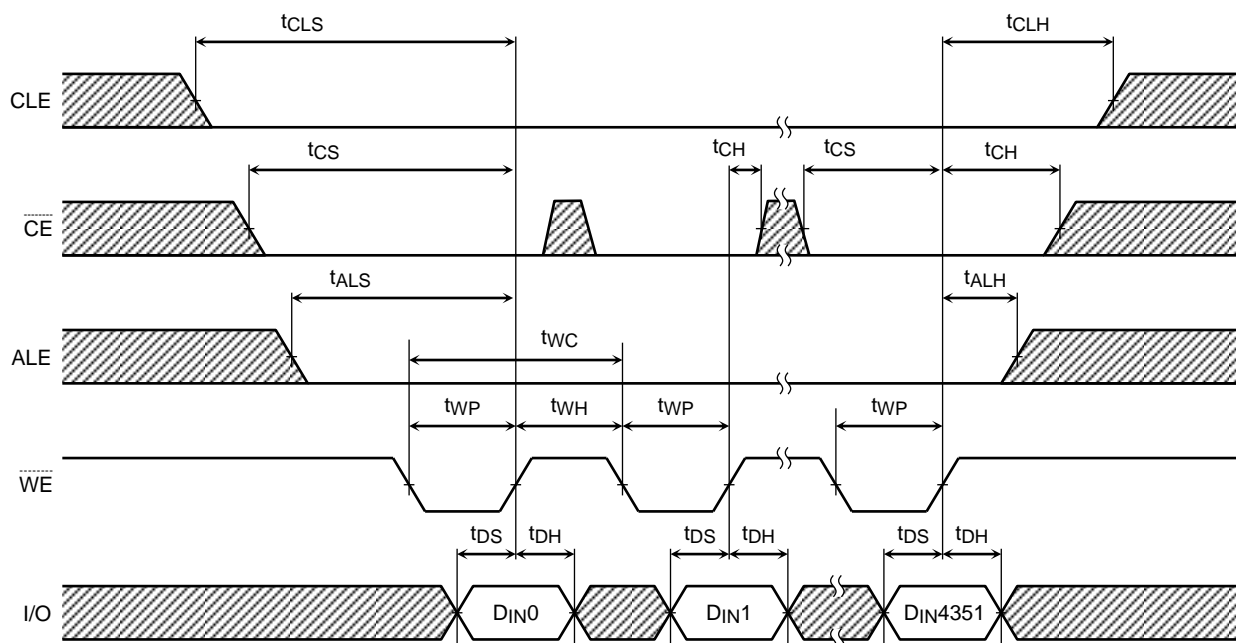 tCLS tCLH
CLE
tCS tCH tCS tCH
CE
tALS tALH
ALE
tWC
tWP tWH tWP tWP
WE
tDS tDH tDS tDH tDS tDH
I/O DIN0 DIN1 DIN4351